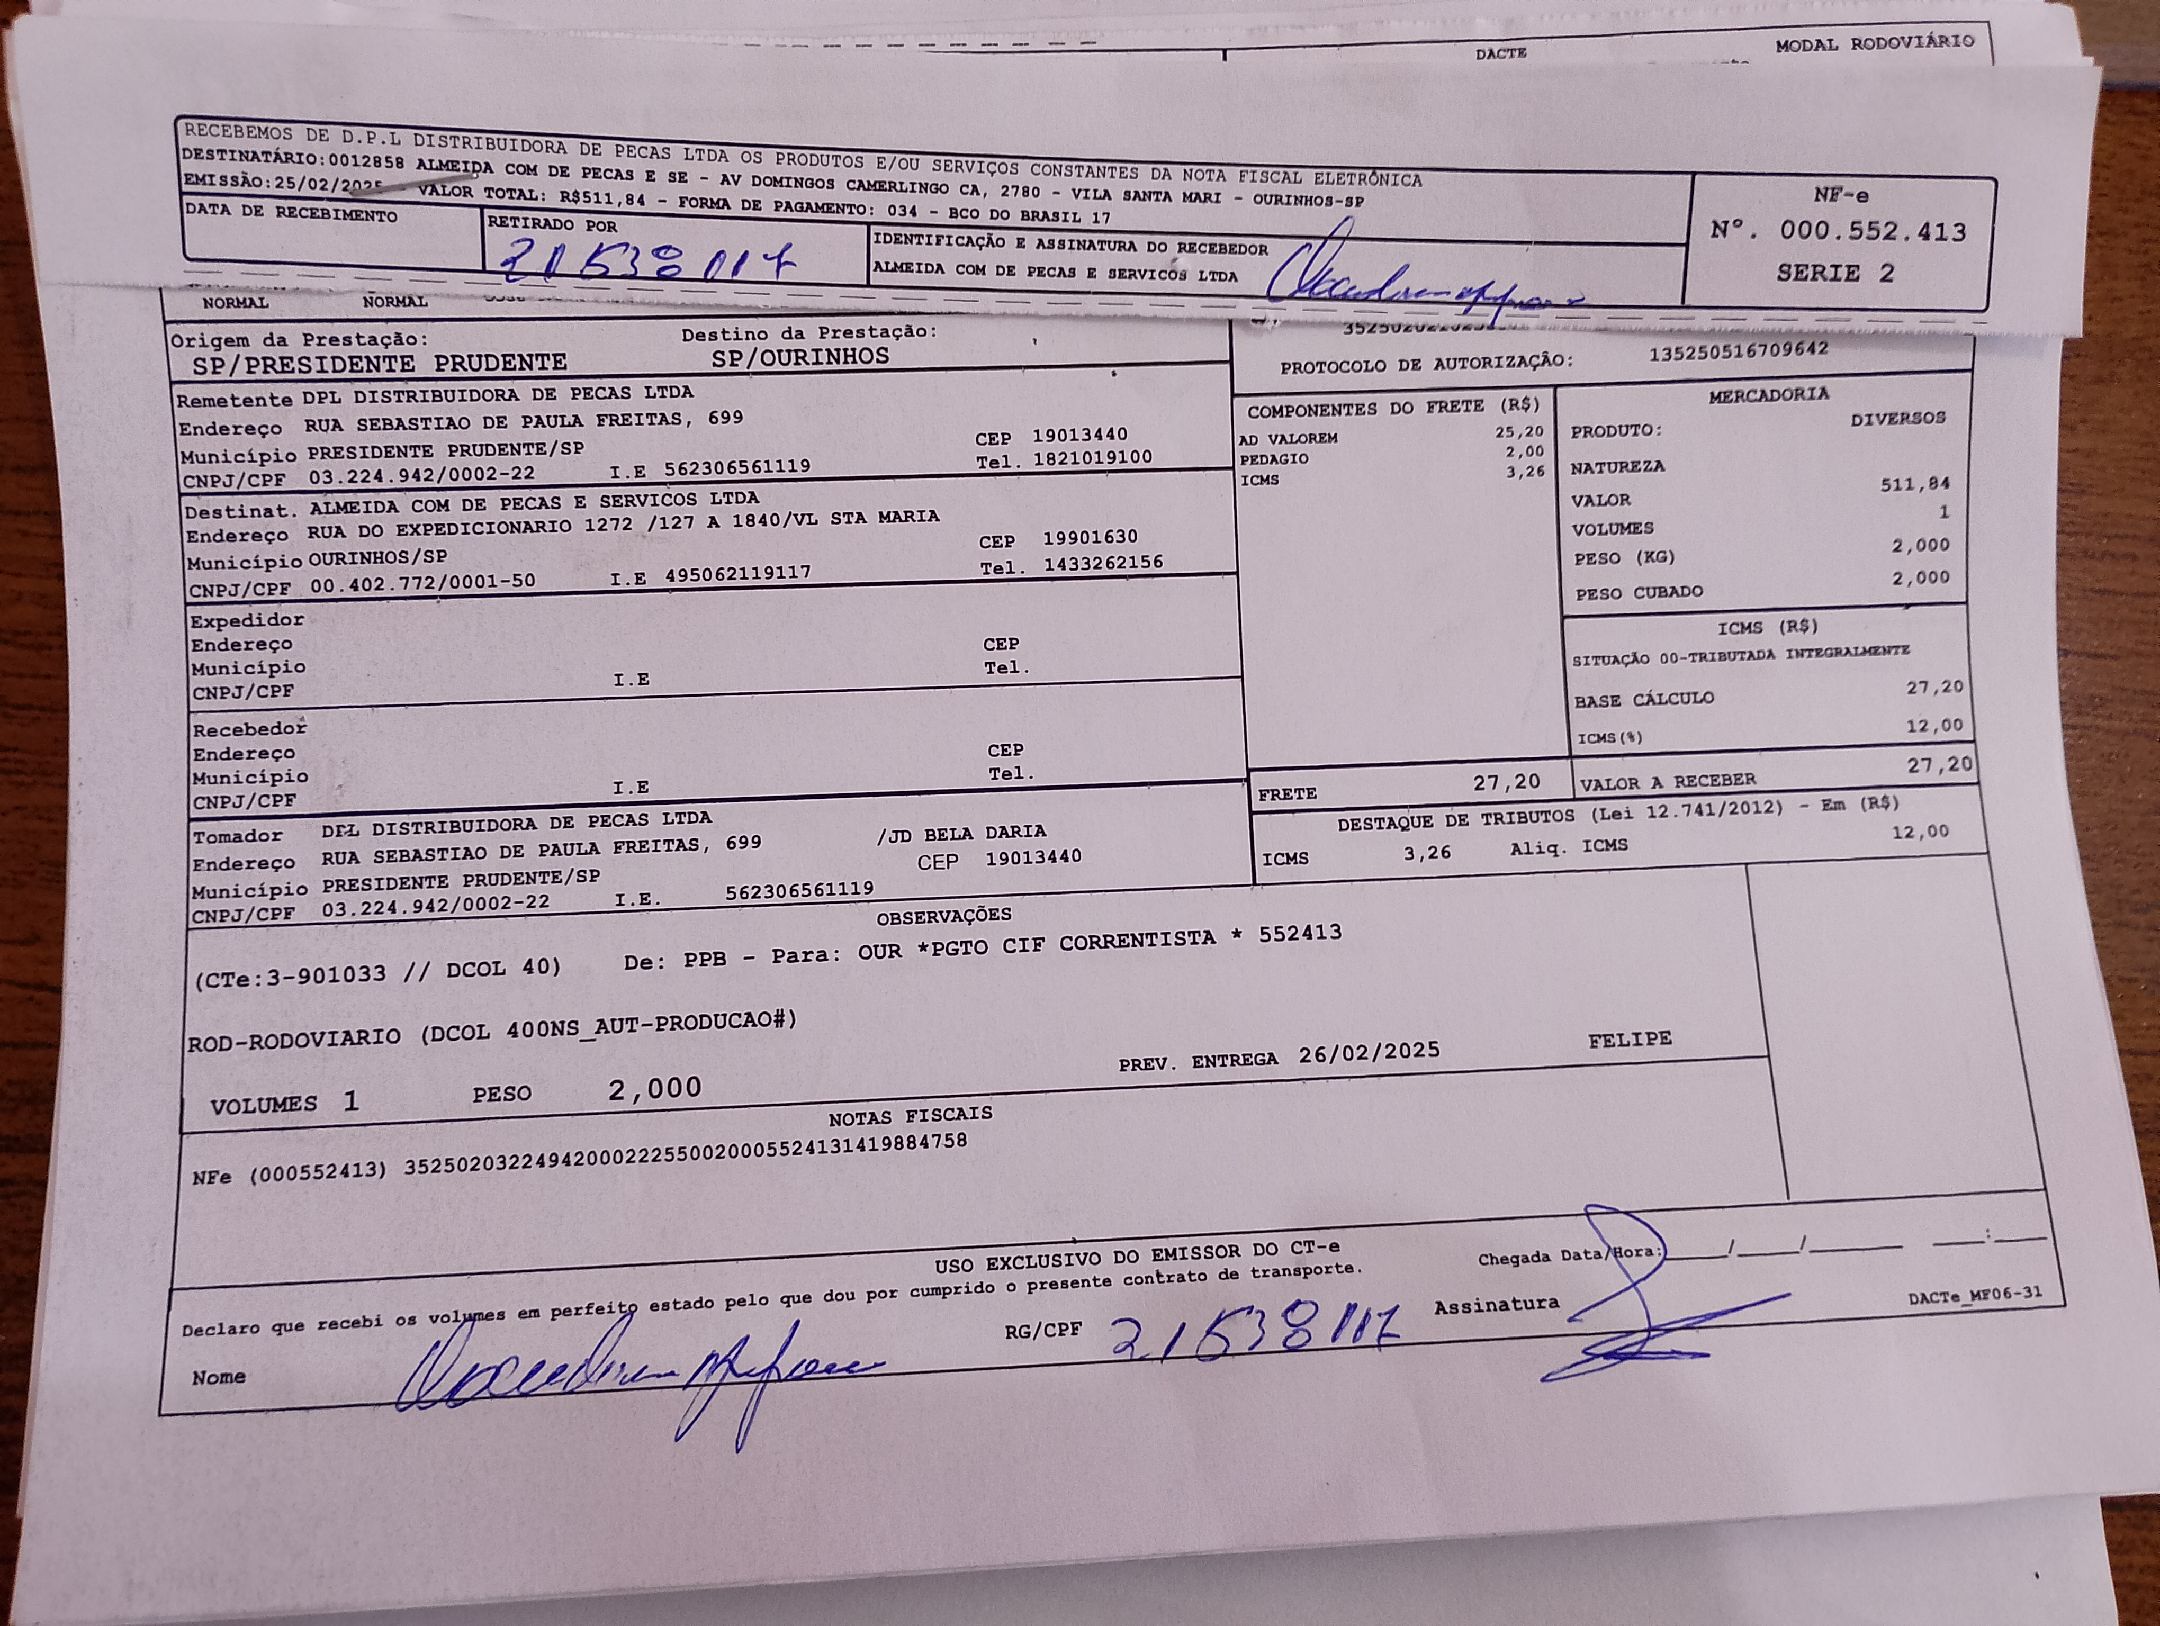 DACTE
MODAL RODOVIÁRIO
RECEBEMOS DE D.P.L DISTRIBUIDORA DE PECAS LTDA OS PRODUTOS E/OU SERVIÇOS CONSTANTES DA NOTA FISCAL ELETRÔNICA
DESTINATÁRIO:0012858 ALMEIDA COM DE PECAS E SE - AV DOMINGOS CAMERLINGO CA, 2780 - VILA SANTA MARI - OURINHOS-SP
EMISSÃO:25/02/2025 - VALOR TOTAL: R$511,84 - FORMA DE PAGAMENTO: 034 - BCO DO BRASIL 17
NF-e
Nº. 000.552.413
SERIE 2
DATA DE RECEBIMENTO
RETIRADO POR
IDENTIFICAÇÃO E ASSINATURA DO RECEBEDOR
ALMEIDA COM DE PECAS E SERVICOS LTDA
NORMAL NORMAL
Origem da Prestação: Destino da Prestação:
SP/PRESIDENTE PRUDENTE SP/OURINHOS
PROTOCOLO DE AUTORIZAÇÃO: 135250516709642
Remetente DPL DISTRIBUIDORA DE PECAS LTDA
Endereço RUA SEBASTIAO DE PAULA FREITAS, 699
Município PRESIDENTE PRUDENTE/SP CEP 19013440
CNPJ/CPF 03.224.942/0002-22 I.E 562306561119 Tel. 1821019100
Destinat. ALMEIDA COM DE PECAS E SERVICOS LTDA
Endereço RUA DO EXPEDICIONARIO 1272 /127 A 1840/VL STA MARIA
Município OURINHOS/SP CEP 19901630
CNPJ/CPF 00.402.772/0001-50 I.E 495062119117 Tel. 1433262156
Expedidor
Endereço
Município CEP
CNPJ/CPF I.E Tel.
Recebedor
Endereço
Município CEP
CNPJ/CPF I.E Tel.
Tomador DPL DISTRIBUIDORA DE PECAS LTDA
Endereço RUA SEBASTIAO DE PAULA FREITAS, 699 /JD BELA DARIA
Município PRESIDENTE PRUDENTE/SP CEP 19013440
CNPJ/CPF 03.224.942/0002-22 I.E. 562306561119
COMPONENTES DO FRETE (R$)
AD VALOREM 25,20
PEDAGIO 2,00
ICMS 3,26
MERCADORIA
PRODUTO: DIVERSOS
NATUREZA
VALOR 511,84
VOLUMES 1
PESO (KG) 2,000
PESO CUBADO 2,000
ICMS (R$)
SITUAÇÃO 00-TRIBUTADA INTEGRALMENTE
BASE CÁLCULO 27,20
ICMS(%) 12,00
FRETE 27,20 VALOR A RECEBER 27,20
DESTAQUE DE TRIBUTOS (Lei 12.741/2012) - Em (R$)
ICMS 3,26 Aliq. ICMS 12,00
OBSERVAÇÕES
(CTe:3-901033 // DCOL 40) De: PPB - Para: OUR *PGTO CIF CORRENTISTA * 552413
ROD-RODOVIARIO (DCOL 400NS_AUT-PRODUCAO#)
PREV. ENTREGA 26/02/2025 FELIPE
VOLUMES 1 PESO 2,000
NOTAS FISCAIS
NFe (000552413) 35250203224942000222550020005524131419884758
USO EXCLUSIVO DO EMISSOR DO CT-e
Declaro que recebi os volumes em perfeito estado pelo que dou por cumprido o presente contrato de transporte.
Chegada Data/Hora:____/____/______ ____:____
Nome
RG/CPF
Assinatura
DACTe_MF06-31